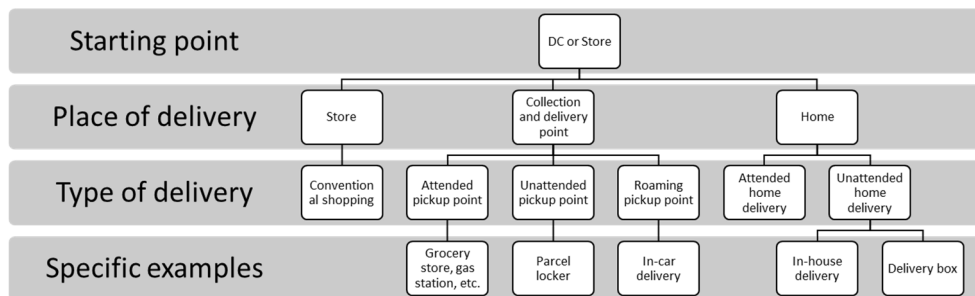 Starting point
DC or Store
Place of delivery
Store
Collection
and delivery
point
Home
Type of delivery
Convention
al shopping
Attended
pickup point
Unattended
pickup point
Roaming
pickup point
Attended
home
delivery
Unattended
home
delivery
Specific examples
Grocery
store, gas
station, etc.
Parcel
locker
In-car
delivery
In-house
delivery
Delivery box